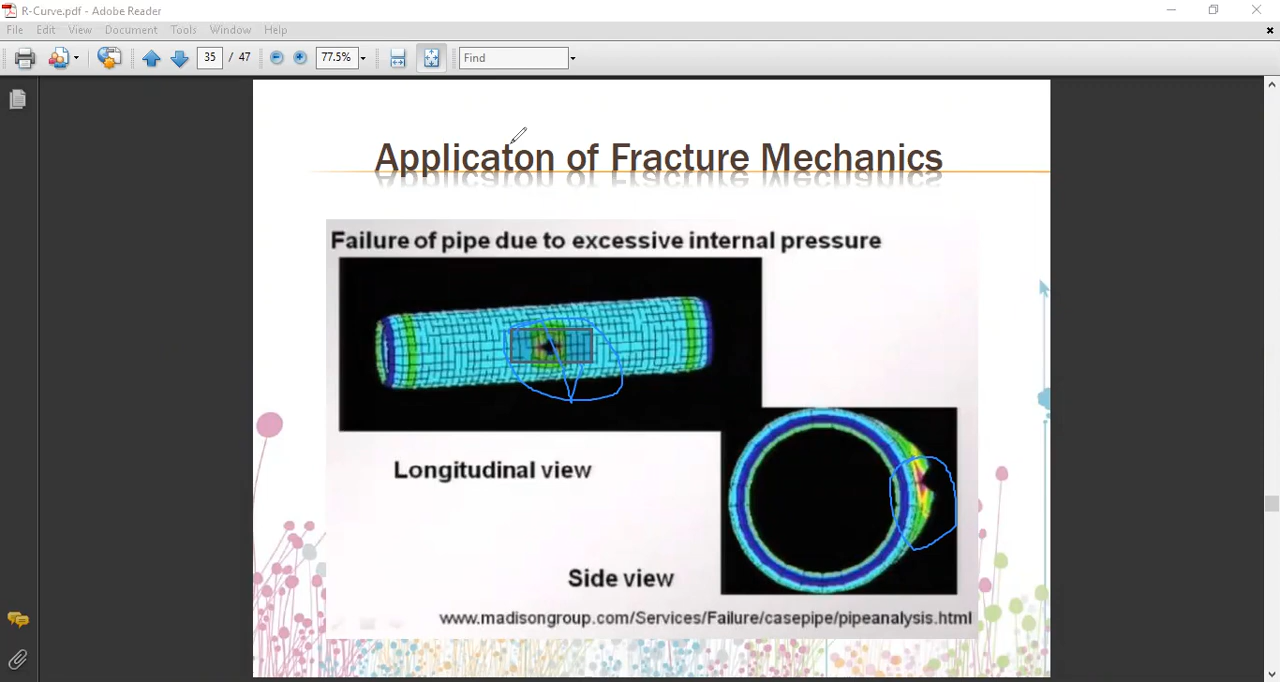 R-Curve.pdf - Adobe Reader
File Edit View Document Tools Window Help
35 / 47 77.5% Find
Applicaton of Fracture Mechanics
Failure of pipe due to excessive internal pressure
Longitudinal view
Side view
www.madisongroup.com/Services/Failure/casepipe/pipeanalysis.html